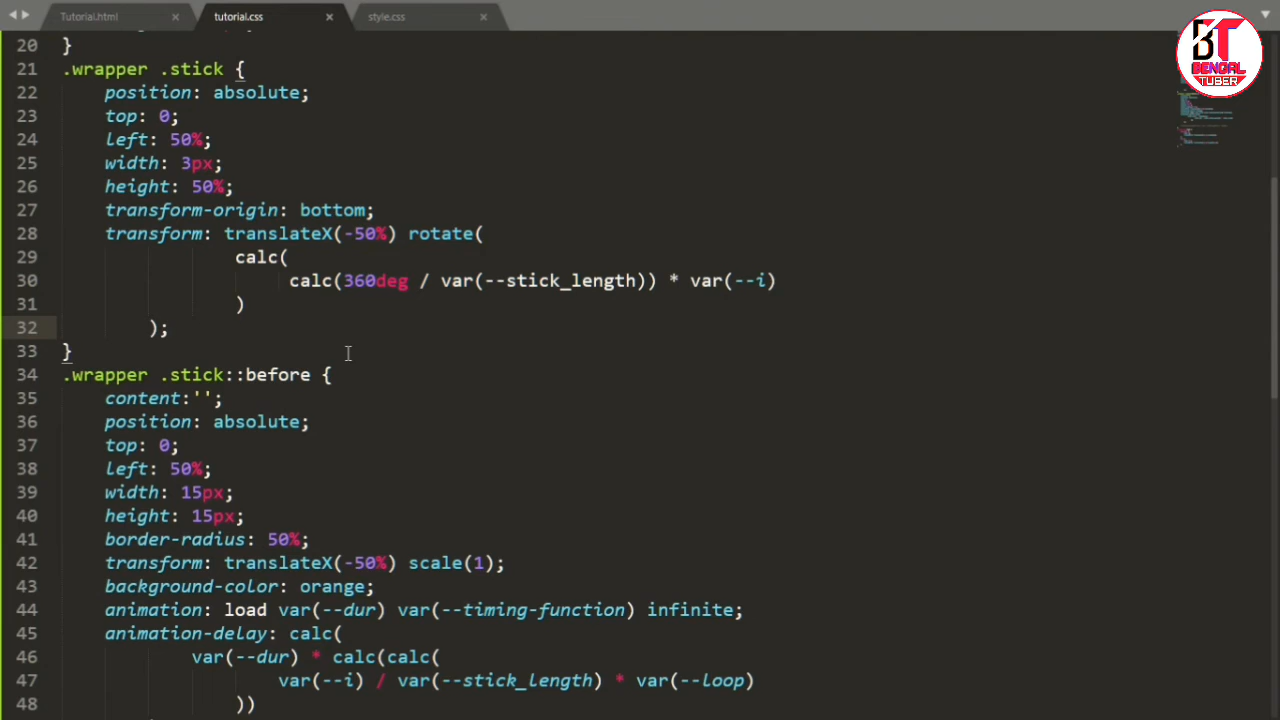 Tutorial.html × tutorial.css × style.css ×
BT
BENGAL
TUBER
20 }
21 .wrapper .stick {
22 position: absolute;
23 top: 0;
24 left: 50%;
25 width: 3px;
26 height: 50%;
27 transform-origin: bottom;
28 transform: translateX(-50%) rotate(
29 calc(
30 calc(360deg / var(--stick_length)) * var(--i)
31 )
32 );
33 }
34 .wrapper .stick::before {
35 content:'';
36 position: absolute;
37 top: 0;
38 left: 50%;
39 width: 15px;
40 height: 15px;
41 border-radius: 50%;
42 transform: translateX(-50%) scale(1);
43 background-color: orange;
44 animation: load var(--dur) var(--timing-function) infinite;
45 animation-delay: calc(
46 var(--dur) * calc(calc(
47 var(--i) / var(--stick_length) * var(--loop)
48 ))